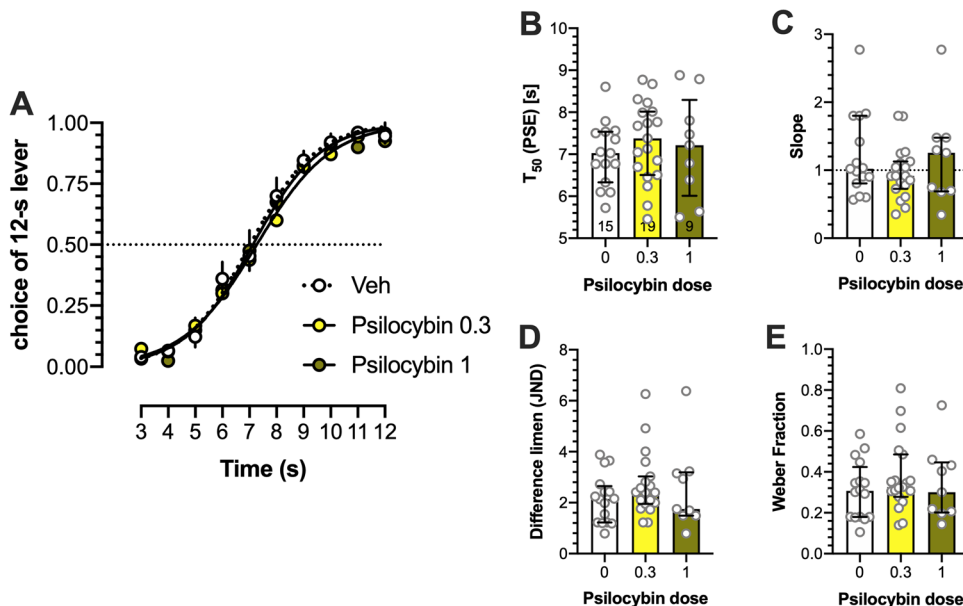 A
choice of 12-s lever
1.00
0.75
0.50
0.25
0.00
Veh
Psilocybin 0.3
Psilocybin 1
3 4 5 6 7 8 9 10 11 12
Time (s)
B
T50 (PSE) [s]
10
9
8
7
6
5
15 19 9
0 0.3 1
Psilocybin dose
C
Slope
3
2
1
0
0 0.3 1
Psilocybin dose
D
Difference limen (JND)
8
6
4
2
0
0 0.3 1
Psilocybin dose
E
Weber Fraction
1.0
0.8
0.6
0.4
0.2
0.0
0 0.3 1
Psilocybin dose